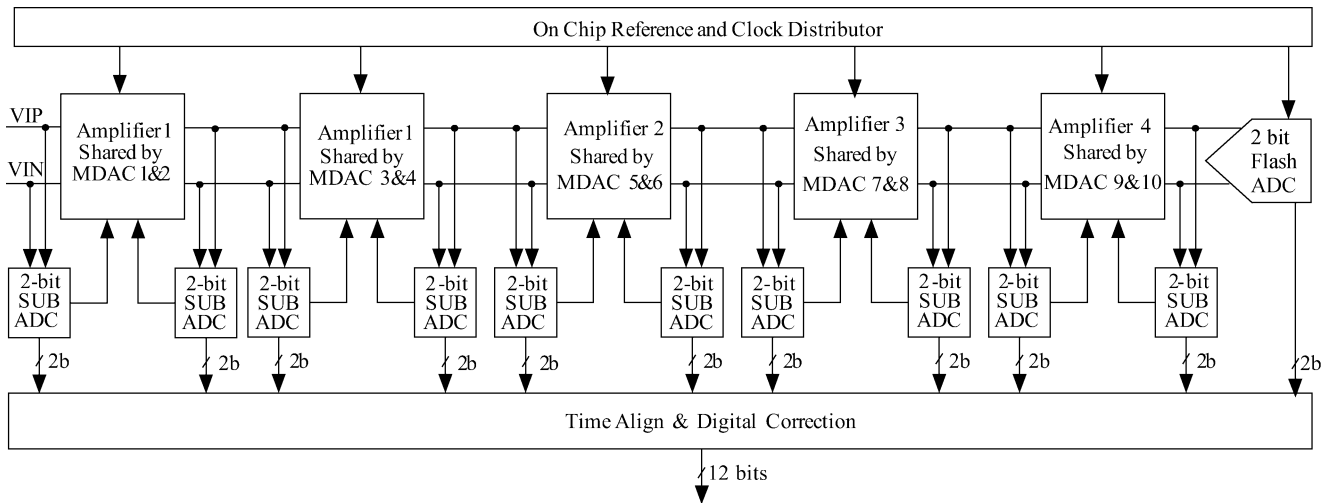 On Chip Reference and Clock Distributor
VIP
VIN
Amplifier 1
Shared by
MDAC 1&2
Amplifier 1
Shared by
MDAC 3&4
Amplifier 2
Shared by
MDAC 5&6
Amplifier 3
Shared by
MDAC 7&8
Amplifier 4
Shared by
MDAC 9&10
2 bit
Flash
ADC
2-bit
SUB
ADC
2-bit
SUB
ADC
2-bit
SUB
ADC
2-bit
SUB
ADC
2-bit
SUB
ADC
2-bit
SUB
ADC
2-bit
SUB
ADC
2-bit
SUB
ADC
2-bit
SUB
ADC
2-bit
SUB
ADC
2b
2b
2b
2b
2b
2b
2b
2b
2b
2b
2b
Time Align & Digital Correction
12 bits